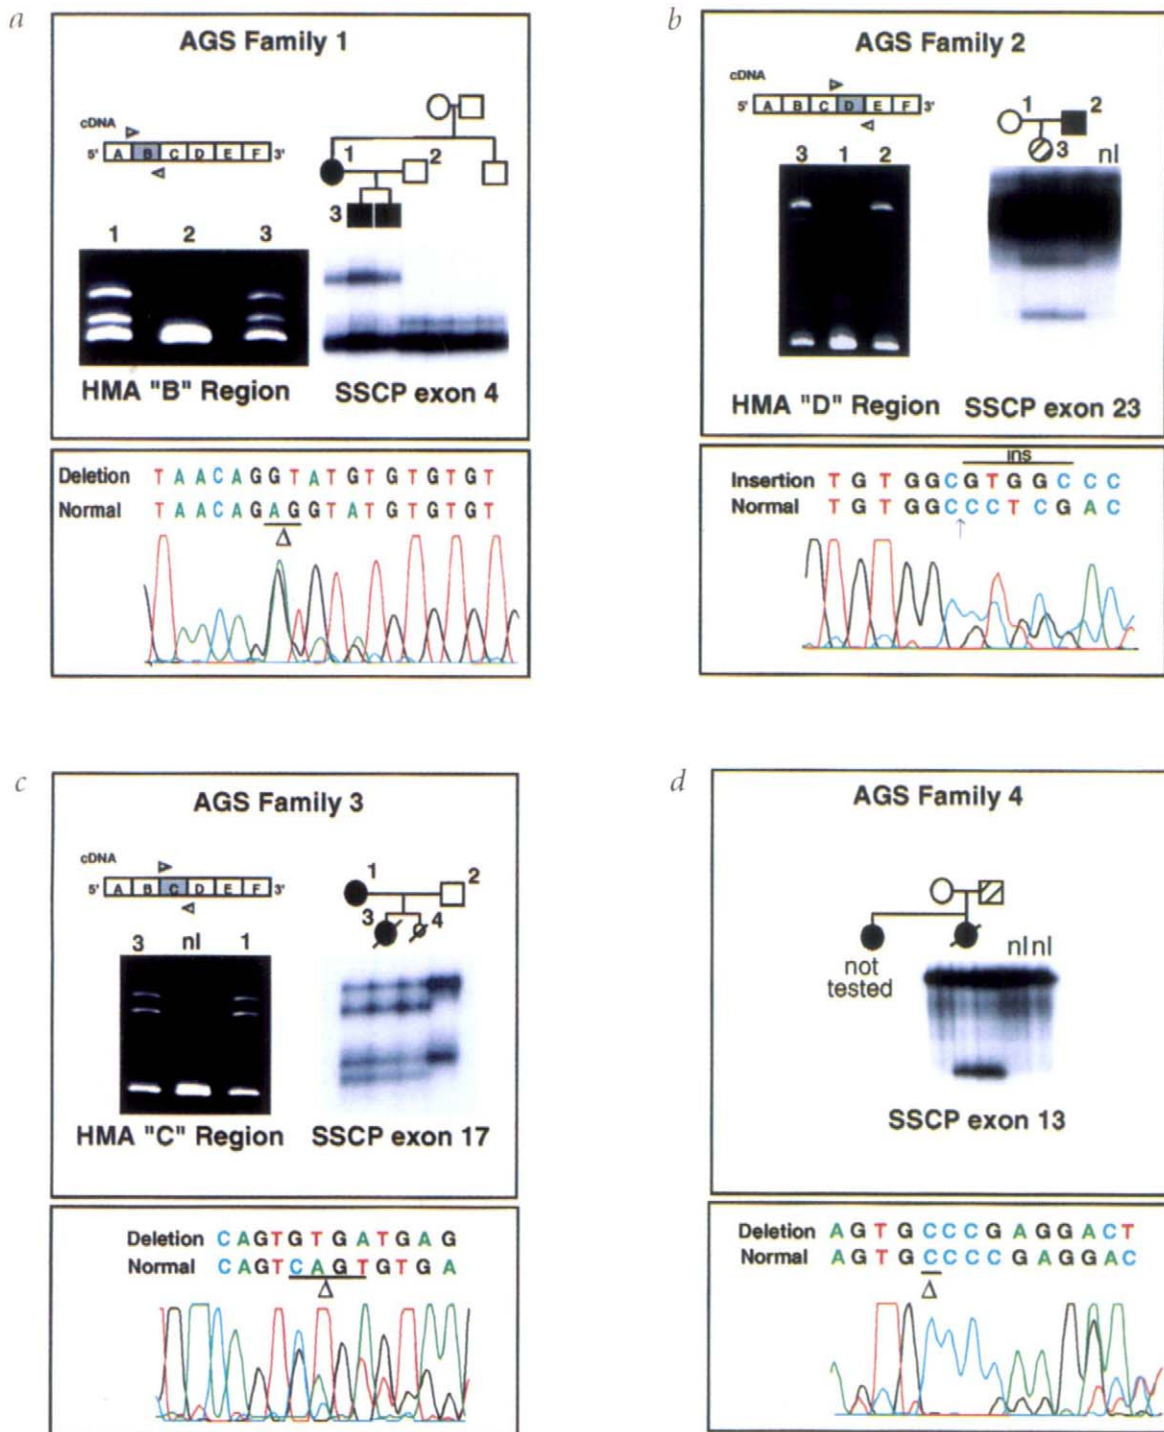 a
AGS Family 1
cDNA
5' A B C D E F 3'
1 2
3
1 2 3
HMA "B" Region SSCP exon 4
Deletion T A A C A G G T A T G T G T G T
Normal T A A C A G A G G T A T G T G T G T
Δ
b
AGS Family 2
cDNA
5' A B C D E F 3'
1 2
3 nl
3 1 2
HMA "D" Region SSCP exon 23
ins
Insertion T G T G G C G T G G C C C
Normal T G T G G C C C T C G A C
↑
c
AGS Family 3
cDNA
5' A B C D E F 3'
1 2
3 4
3 nl 1
HMA "C" Region SSCP exon 17
Deletion C A G T G T G A T G A G
Normal C A G T C A G T G T G A
Δ
d
AGS Family 4
not tested
nl nl
SSCP exon 13
Deletion A G T G C C C G A G G A C T
Normal A G T G C C C C G A G G A C
Δ